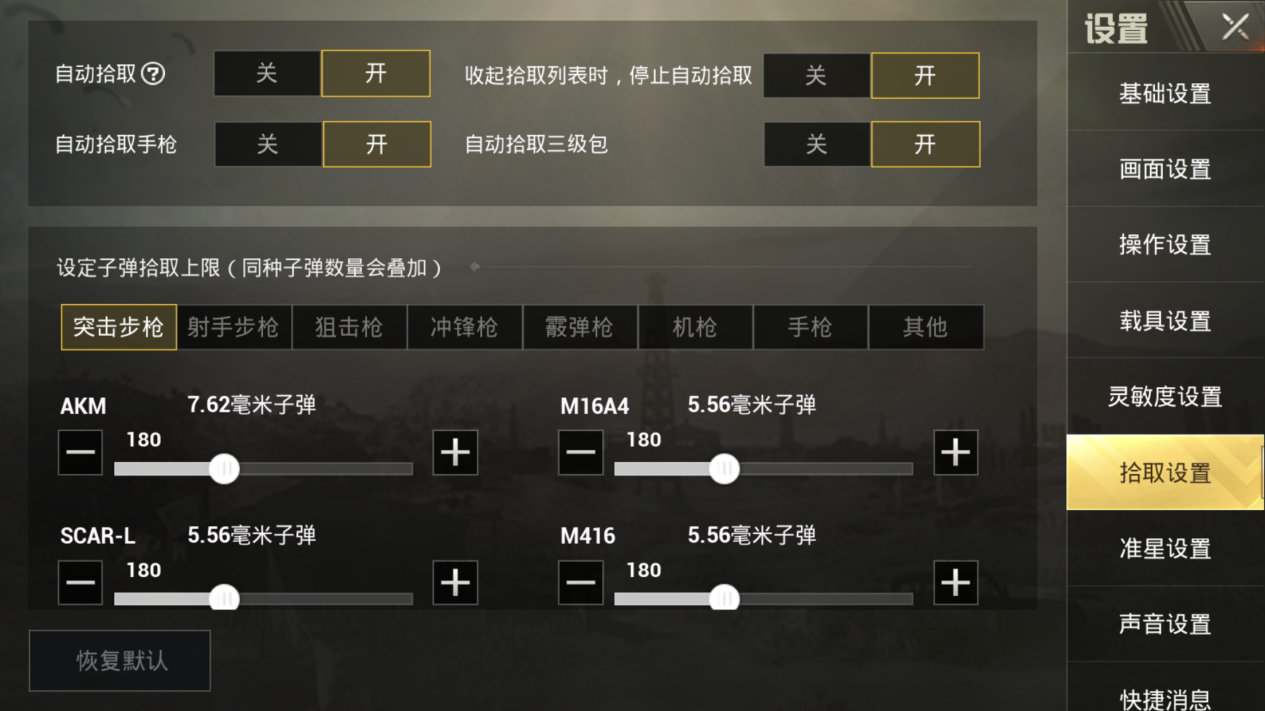 设置
自动拾取? 关 开 收起拾取列表时，停止自动拾取 关 开
自动拾取手枪 关 开 自动拾取三级包 关 开
设定子弹拾取上限（同种子弹数量会叠加）
突击步枪 射手步枪 狙击枪 冲锋枪 霰弹枪 机枪 手枪 其他
AKM 7.62毫米子弹 M16A4 5.56毫米子弹
180 180
SCAR-L 5.56毫米子弹 M416 5.56毫米子弹
180 180
恢复默认
基础设置
画面设置
操作设置
载具设置
灵敏度设置
拾取设置
准星设置
声音设置
快捷消息